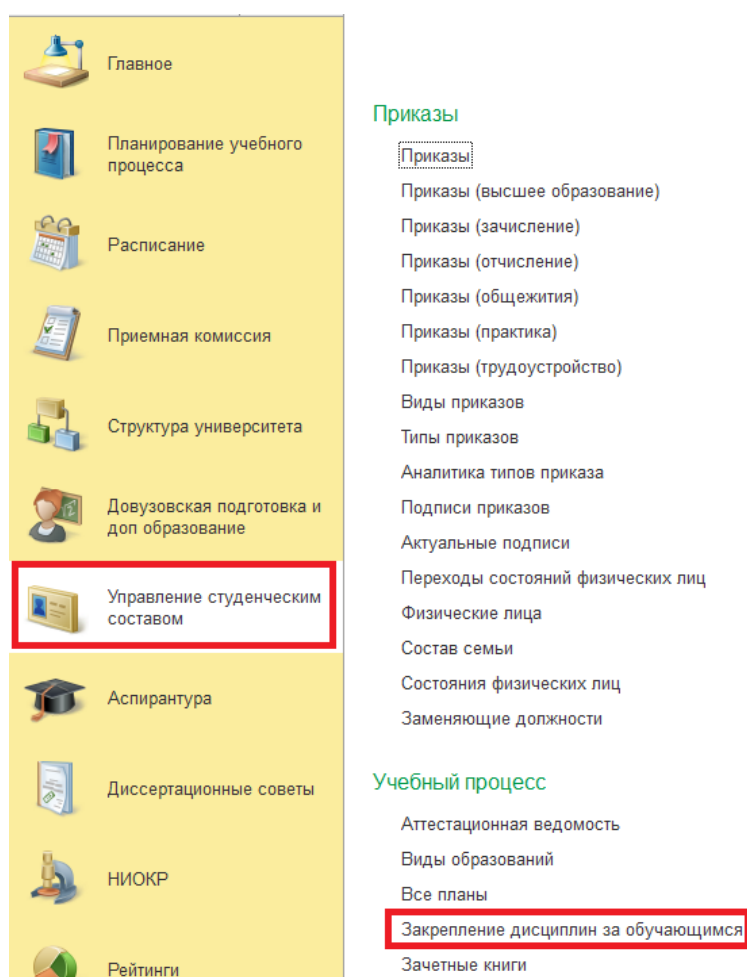 Главное
Планирование учебного
процесса
Расписание
Приемная комиссия
Структура университета
Довузовская подготовка и
доп образование
Управление студенческим
составом
Аспирантура
Диссертационные советы
НИОКР
Рейтинги
Приказы
Приказы
Приказы (высшее образование)
Приказы (зачисление)
Приказы (отчисление)
Приказы (общежития)
Приказы (практика)
Приказы (трудоустройство)
Виды приказов
Типы приказов
Аналитика типов приказа
Подписи приказов
Актуальные подписи
Переходы состояний физических лиц
Физические лица
Состав семьи
Состояния физических лиц
Заменяющие должности
Учебный процесс
Аттестационная ведомость
Виды образований
Все планы
Закрепление дисциплин за обучающимся
Зачетные книги